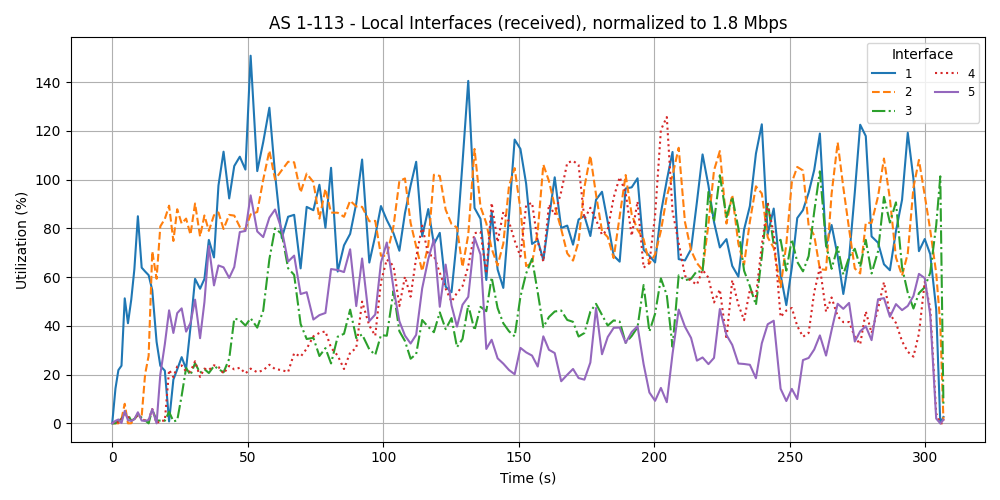 AS 1-113 - Local Interfaces (received), normalized to 1.8 Mbps
Utilization (%)
140
120
100
80
60
40
20
0
0 50 100 150 200 250 300
Time (s)
Interface
1 4
2 5
3